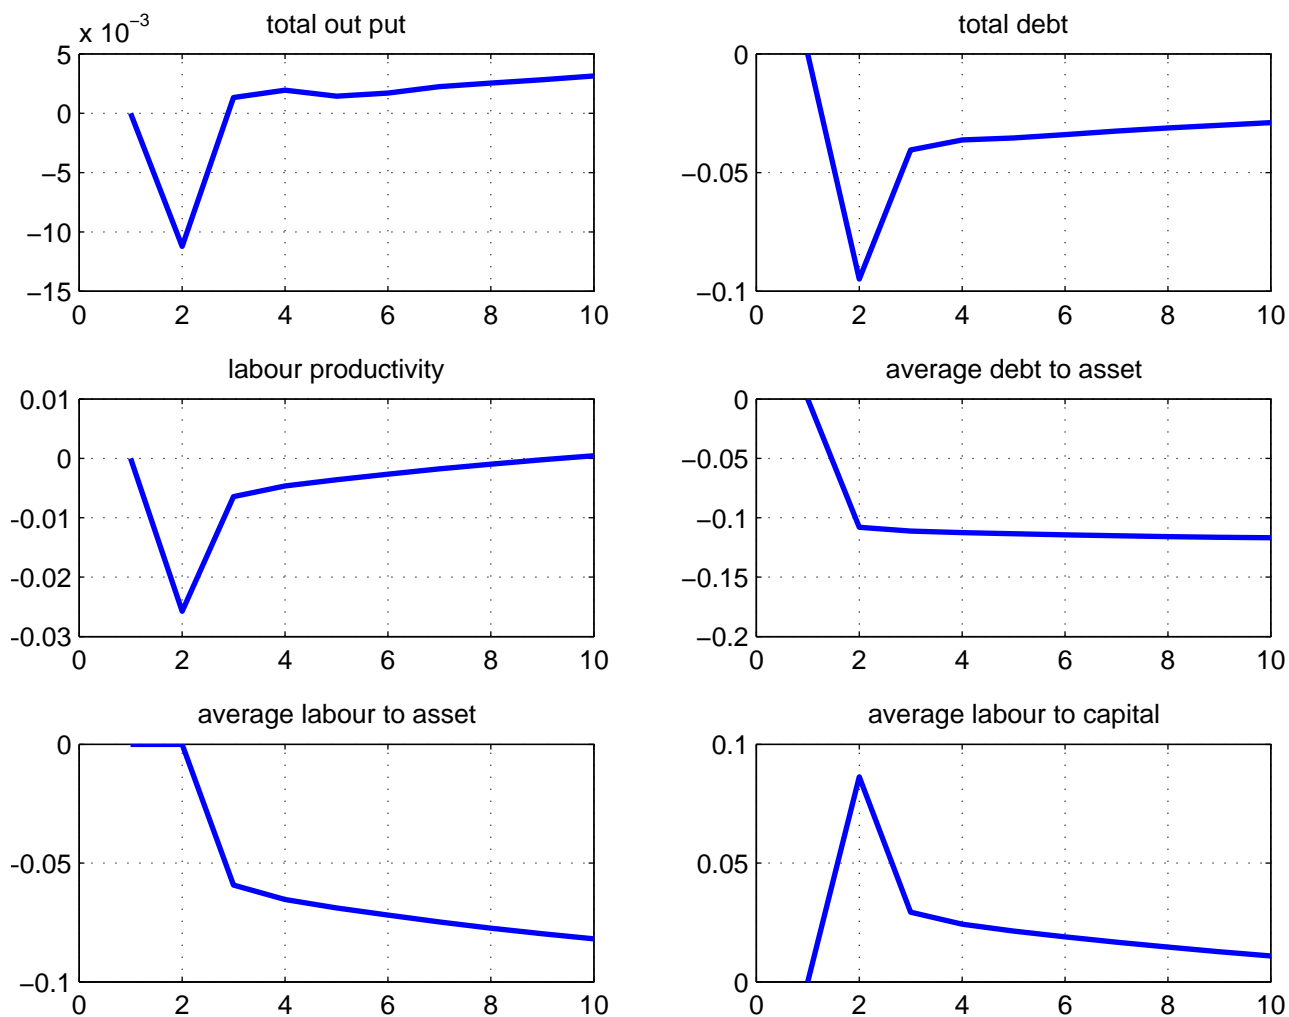 x 10⁻³
total out put
5
0
−5
−10
−15
0 2 4 6 8 10
total debt
0
−0.05
−0.1
0 2 4 6 8 10
labour productivity
0.01
0
-0.01
-0.02
-0.03
0 2 4 6 8 10
average debt to asset
0
−0.05
−0.1
−0.15
−0.2
0 2 4 6 8 10
average labour to asset
0
-0.05
−0.1
0 2 4 6 8 10
average labour to capital
0.1
0.05
0
0 2 4 6 8 10